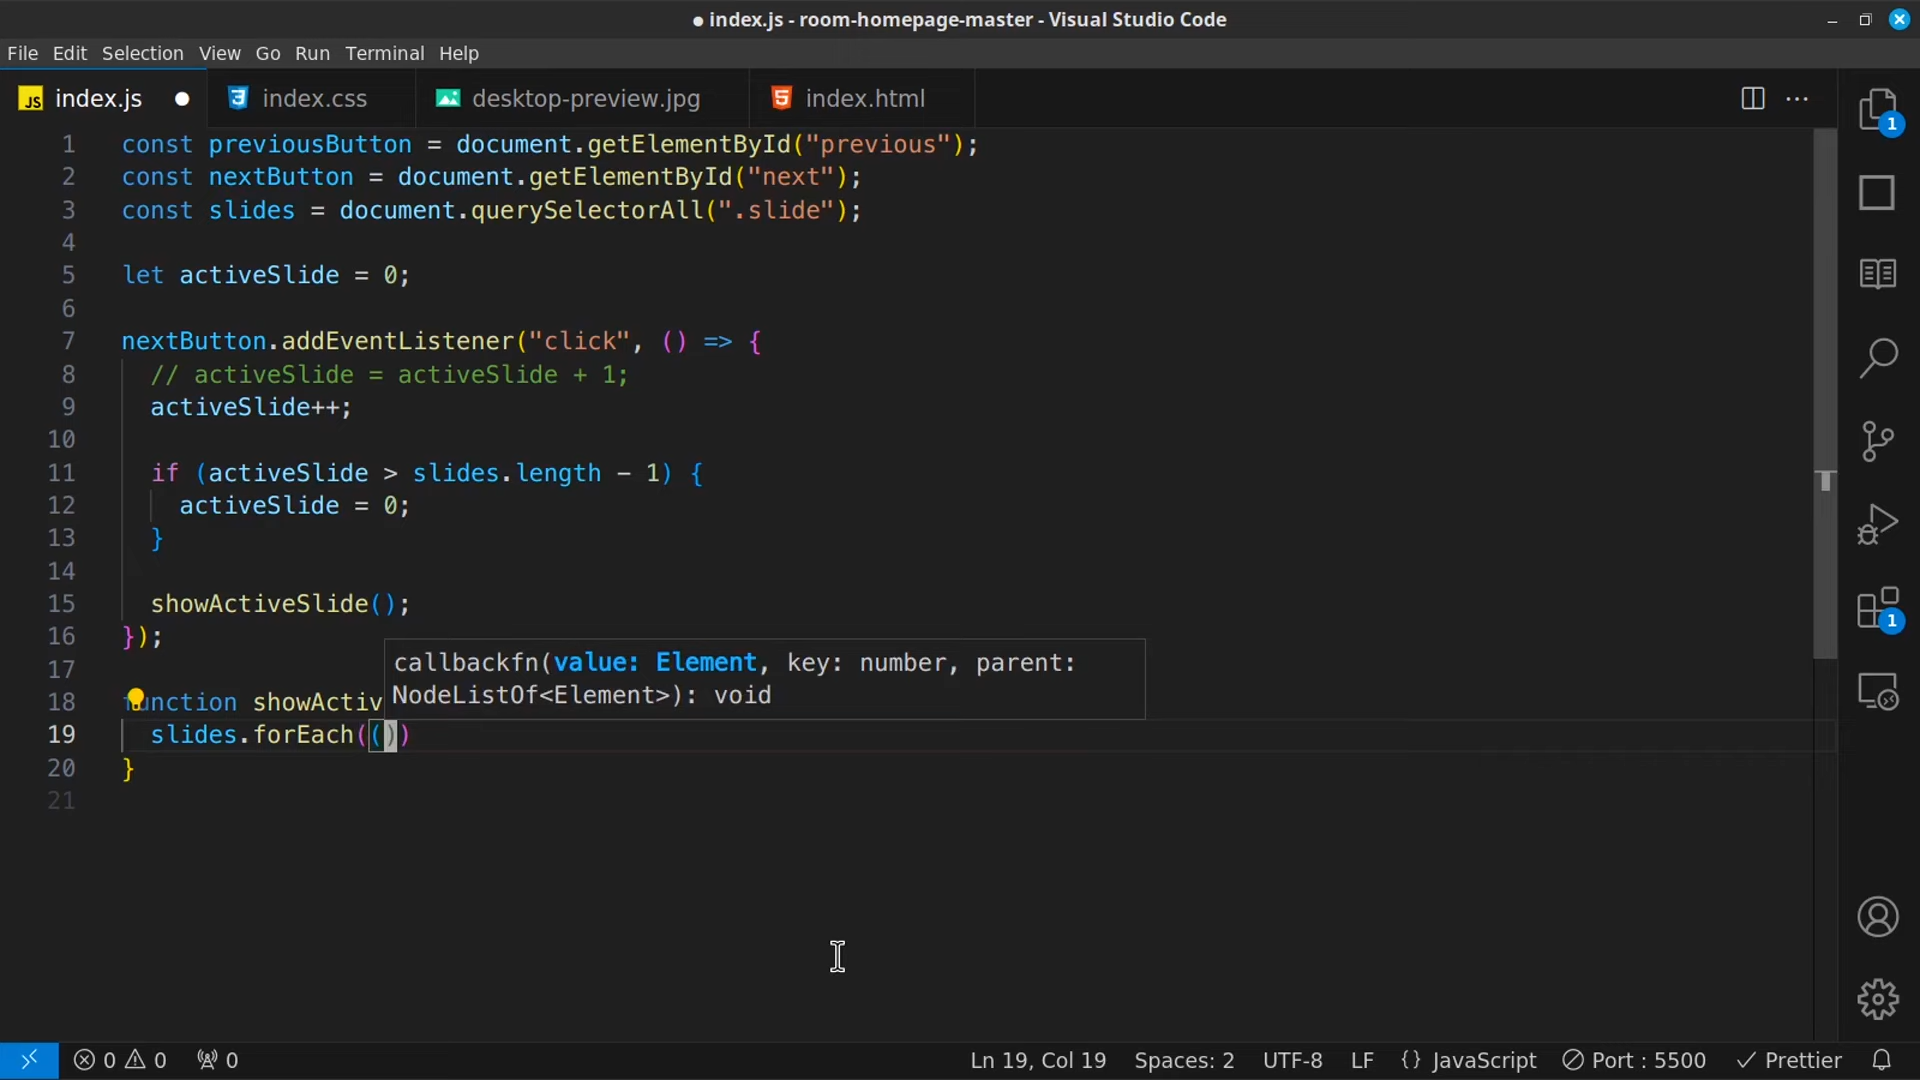 ● index.js - room-homepage-master - Visual Studio Code
File Edit Selection View Go Run Terminal Help
JS index.js ● index.css desktop-preview.jpg index.html
1 const previousButton = document.getElementById("previous"); 1
2 const nextButton = document.getElementById("next");
3 const slides = document.querySelectorAll(".slide");
4
5 let activeSlide = 0;
6
7 nextButton.addEventListener("click", () => {
8 // activeSlide = activeSlide + 1;
9 activeSlide++;
10
11 if (activeSlide > slides.length - 1) {
12 activeSlide = 0;
13 }
14
15 showActiveSlide(); 1
16 });
callbackfn(value: Element, key: number, parent:
17
NodeListOf<Element>): void
18 function showActiv
19 slides.forEach(())
20 }
21
0 0 0 Ln 19, Col 19 Spaces: 2 UTF-8 LF {} JavaScript Port : 5500 ✓ Prettier